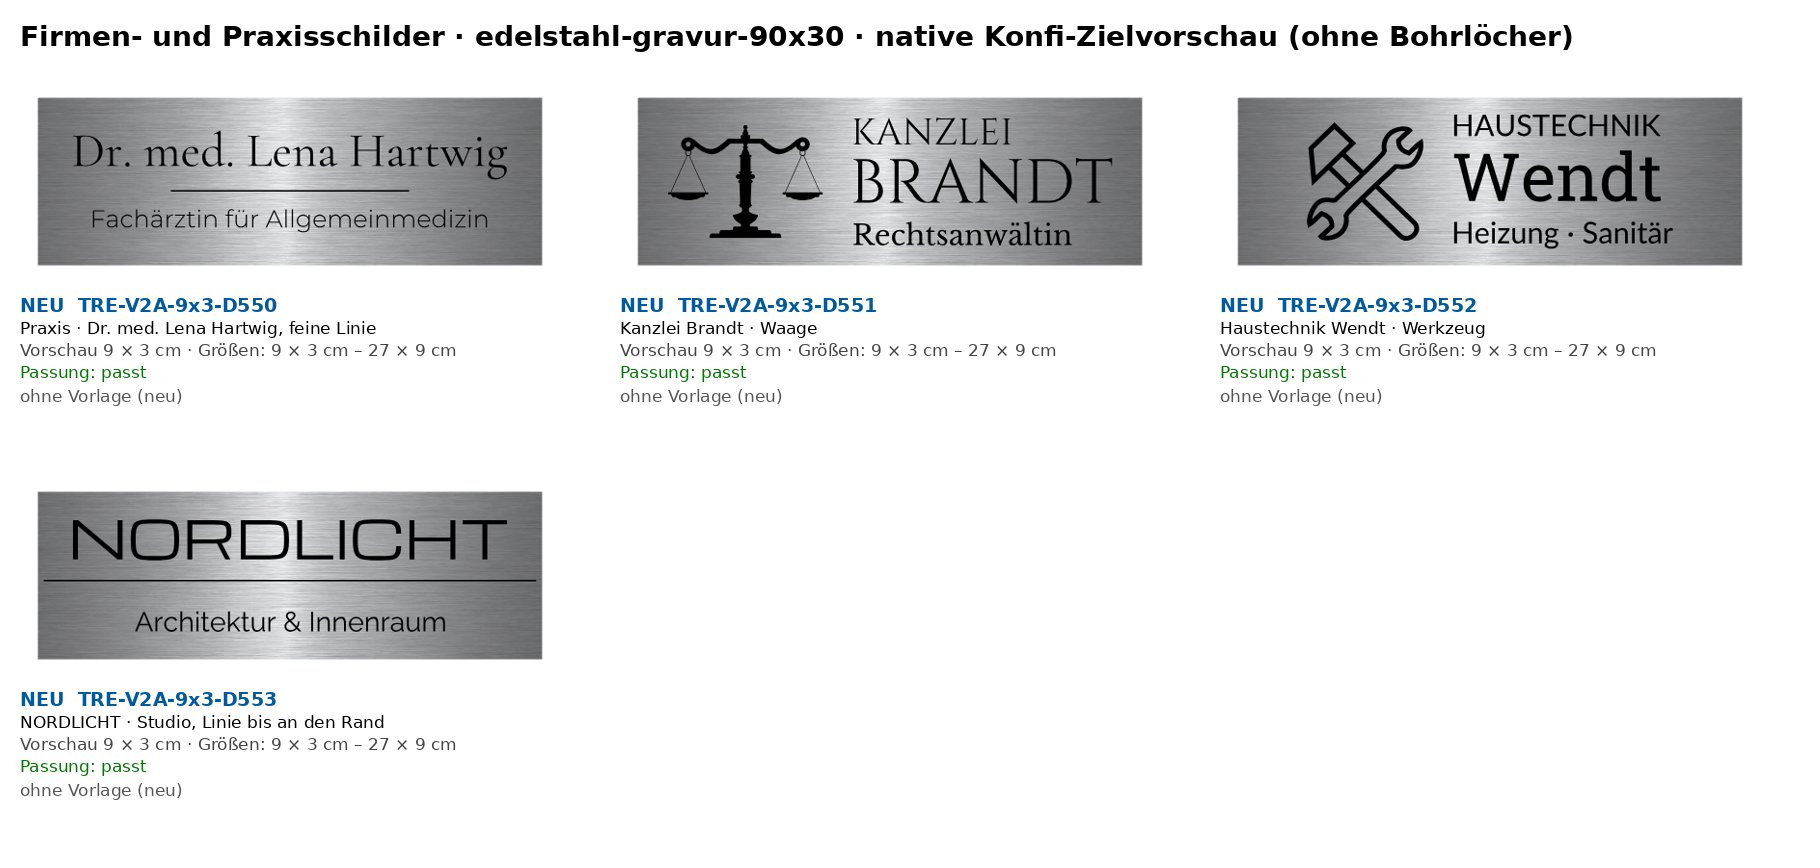 Firmen- und Praxisschilder · edelstahl-gravur-90x30 · native Konfi-Zielvorschau (ohne Bohrlöcher)
Dr. med. Lena Hartwig
Fachärztin für Allgemeinmedizin
NEU TRE-V2A-9x3-D550
Praxis · Dr. med. Lena Hartwig, feine Linie
Vorschau 9 × 3 cm · Größen: 9 × 3 cm – 27 × 9 cm
Passung: passt
ohne Vorlage (neu)
KANZLEI
BRANDT
Rechtsanwältin
NEU TRE-V2A-9x3-D551
Kanzlei Brandt · Waage
Vorschau 9 × 3 cm · Größen: 9 × 3 cm – 27 × 9 cm
Passung: passt
ohne Vorlage (neu)
HAUSTECHNIK
Wendt
Heizung · Sanitär
NEU TRE-V2A-9x3-D552
Haustechnik Wendt · Werkzeug
Vorschau 9 × 3 cm · Größen: 9 × 3 cm – 27 × 9 cm
Passung: passt
ohne Vorlage (neu)
NORDLICHT
Architektur & Innenraum
NEU TRE-V2A-9x3-D553
NORDLICHT · Studio, Linie bis an den Rand
Vorschau 9 × 3 cm · Größen: 9 × 3 cm – 27 × 9 cm
Passung: passt
ohne Vorlage (neu)